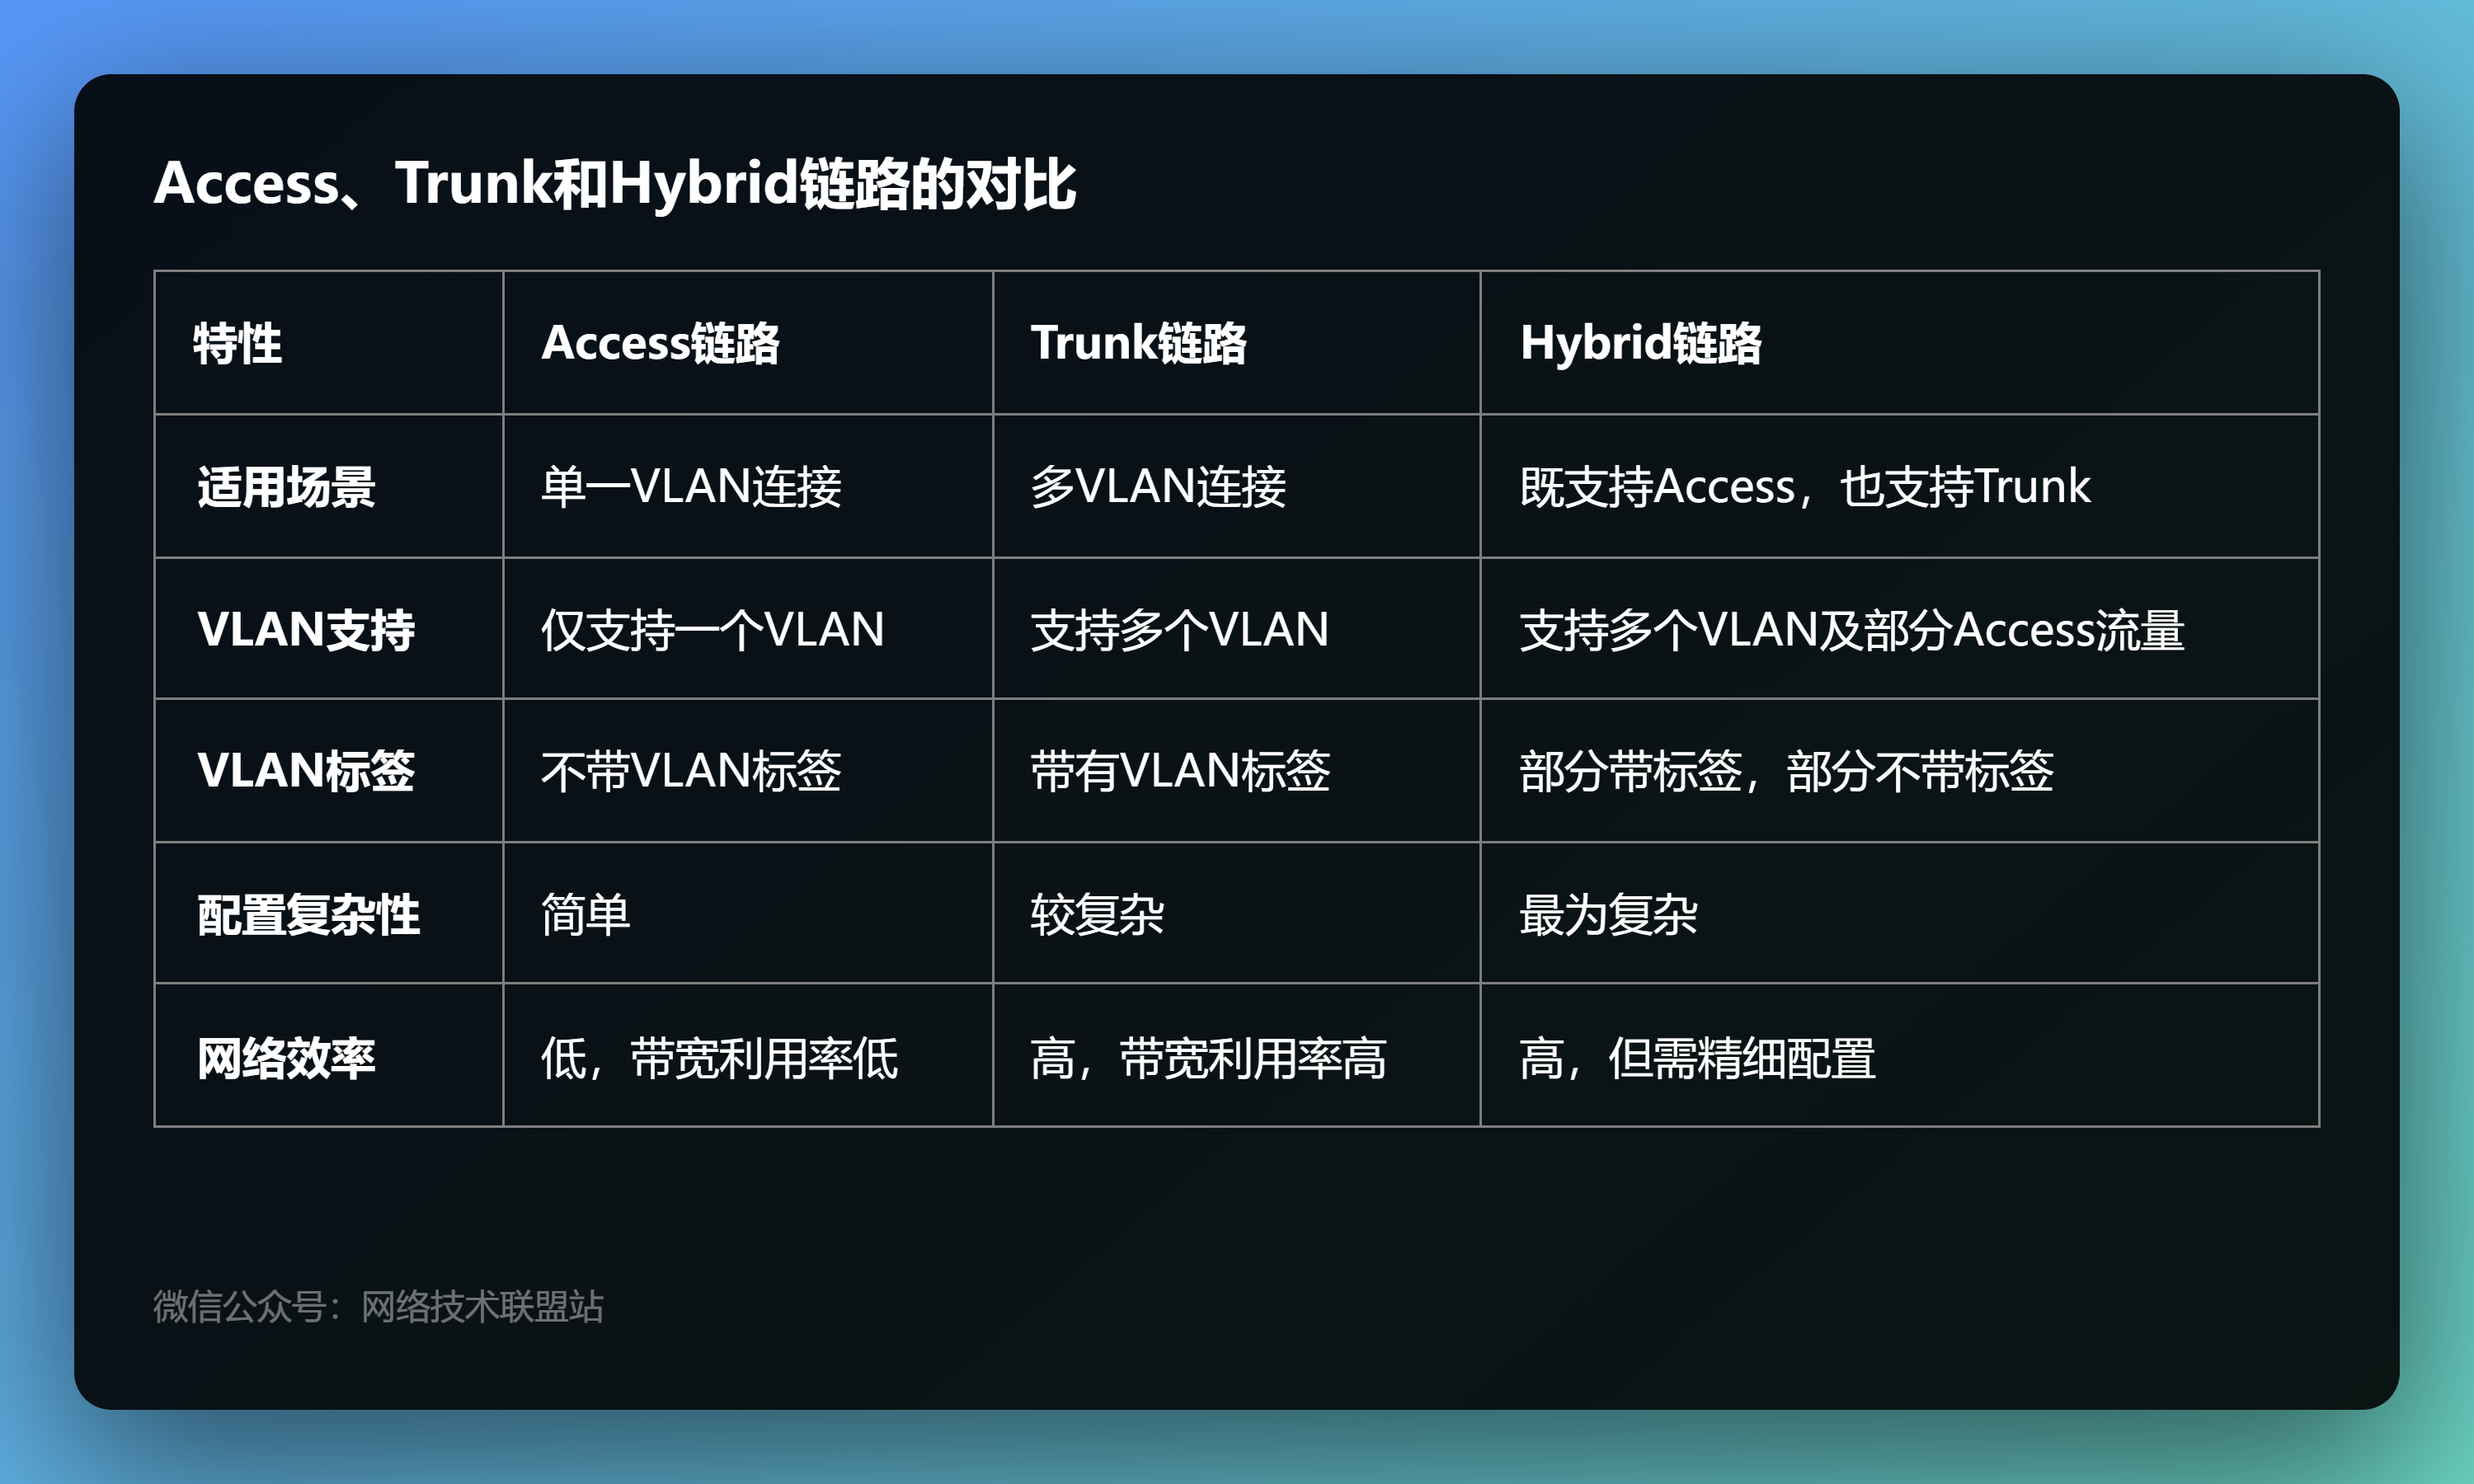 Access、Trunk和Hybrid链路的对比
特性 Access链路 Trunk链路 Hybrid链路
适用场景 单一VLAN连接 多VLAN连接 既支持Access，也支持Trunk
VLAN支持 仅支持一个VLAN 支持多个VLAN 支持多个VLAN及部分Access流量
VLAN标签 不带VLAN标签 带有VLAN标签 部分带标签，部分不带标签
配置复杂性 简单 较复杂 最为复杂
网络效率 低，带宽利用率低 高，带宽利用率高 高，但需精细配置
微信公众号：网络技术联盟站